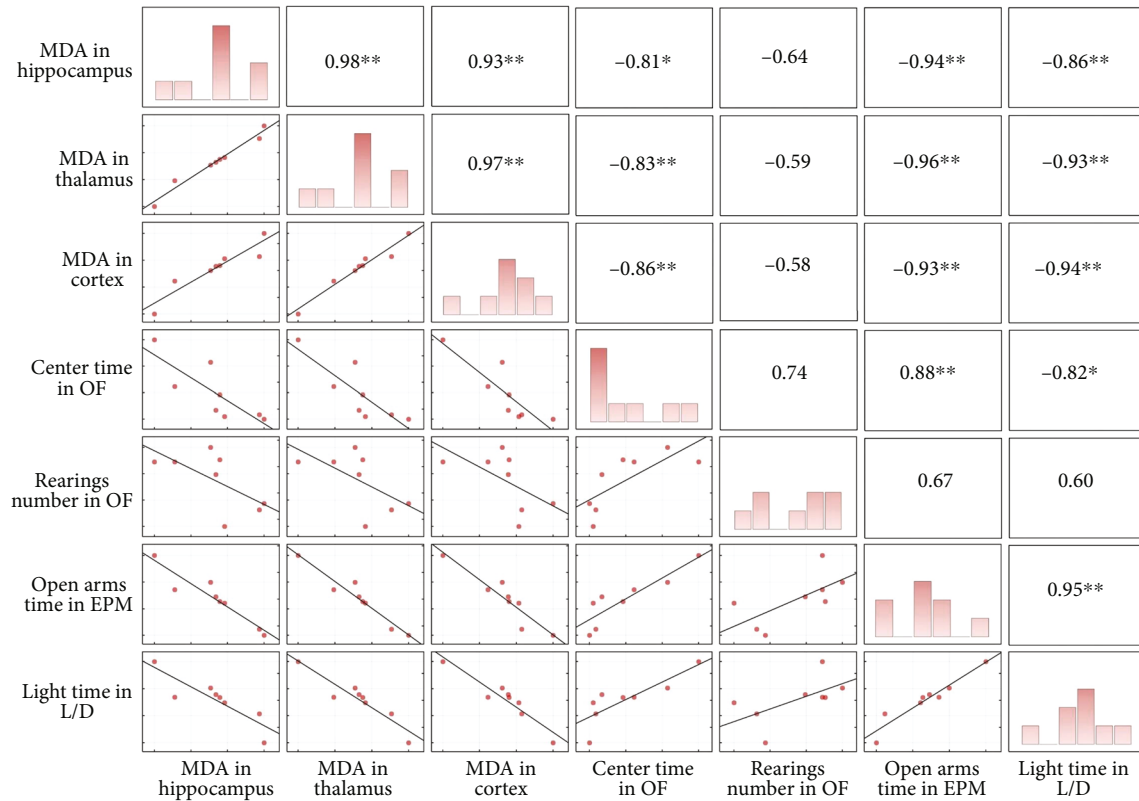 MDA in
hippocampus
0.98**
0.93**
–0.81*
–0.64
–0.94**
–0.86**
MDA in
thalamus
0.97**
–0.83**
–0.59
–0.96**
–0.93**
MDA in
cortex
–0.86**
–0.58
–0.93**
–0.94**
Center time
in OF
0.74
0.88**
–0.82*
Rearings
number in OF
0.67
0.60
Open arms
time in EPM
0.95**
Light time in
L/D
MDA in
hippocampus
MDA in
thalamus
MDA in
cortex
Center time
in OF
Rearings
number in OF
Open arms
time in EPM
Light time in
L/D